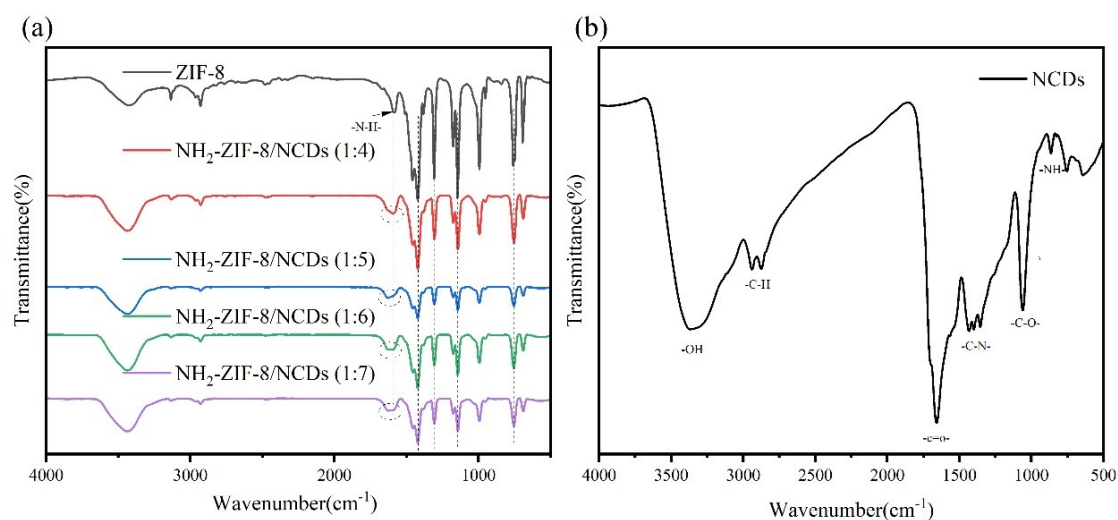 (a)
ZIF-8
-N-H-
NH₂-ZIF-8/NCDs (1:4)
NH₂-ZIF-8/NCDs (1:5)
NH₂-ZIF-8/NCDs (1:6)
NH₂-ZIF-8/NCDs (1:7)
Transmittance(%)
4000 3000 2000 1000
Wavenumber(cm⁻¹)
(b)
NCDs
-NH-
-C-H
-OH
-C-N-
-C-O-
-c=o-
Transmittance(%)
4000 3500 3000 2500 2000 1500 1000 500
Wavenumber(cm⁻¹)